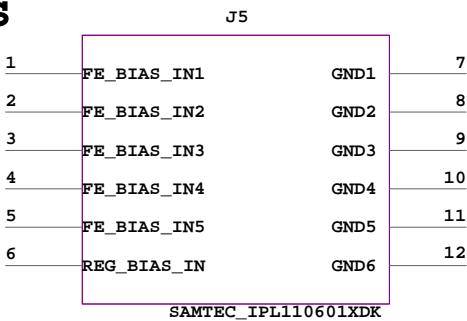 S
J5
1 FE_BIAS_IN1 GND1 7
2 FE_BIAS_IN2 GND2 8
3 FE_BIAS_IN3 GND3 9
4 FE_BIAS_IN4 GND4 10
5 FE_BIAS_IN5 GND5 11
6 REG_BIAS_IN GND6 12
SAMTEC_IPL110601XDK